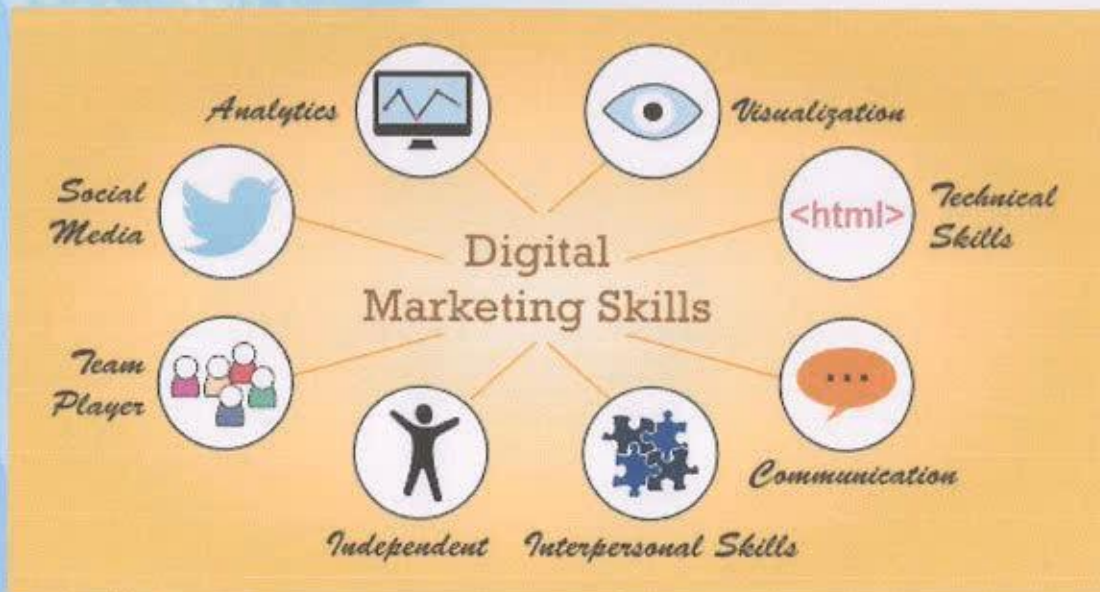 Analytics
Visualization
Social
Media
<html>
Technical
Skills
Digital
Marketing Skills
Team
Player
Communication
Independent
Interpersonal Skills